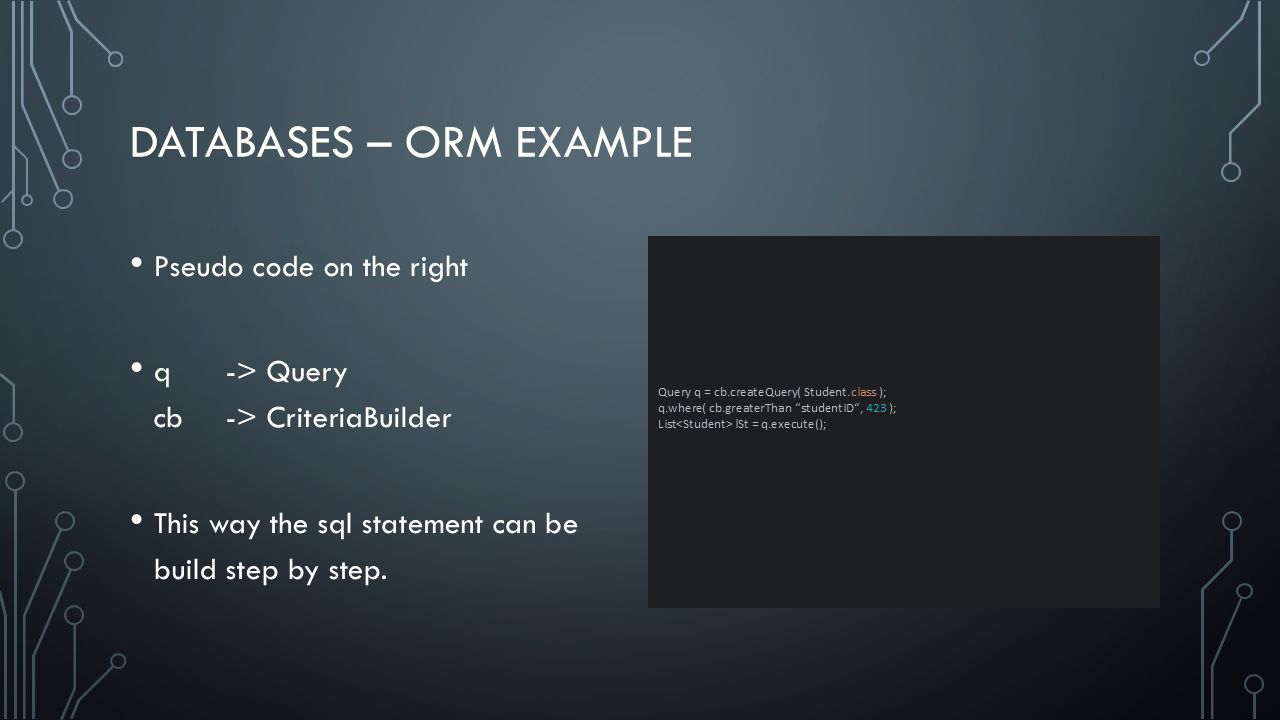 DATABASES – ORM EXAMPLE
• Pseudo code on the right
• q -> Query
cb -> CriteriaBuilder
• This way the sql statement can be
build step by step.
Query q = cb.createQuery( Student.class );
q.where( cb.greaterThan “studentID“, 423 );
List<Student> lSt = q.execute();